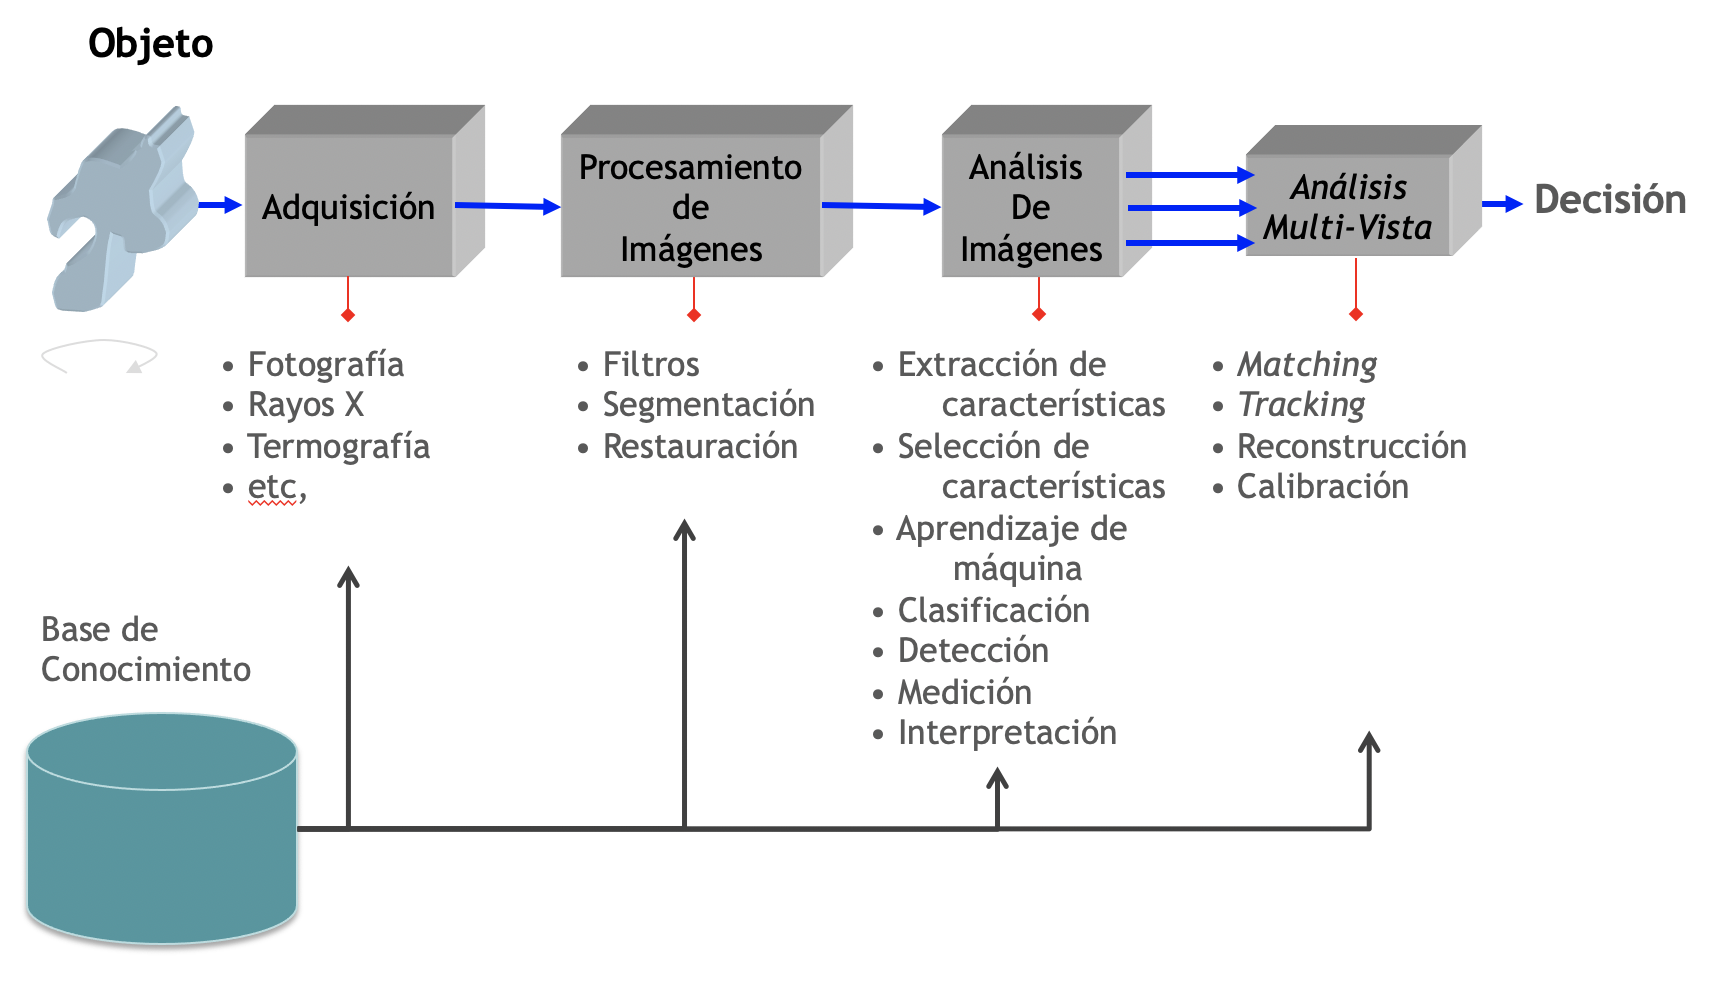 Objeto
Adquisición
Procesamiento
de
Imágenes
Análisis
De
Imágenes
Análisis
Multi-Vista
Decisión
• Fotografía
• Rayos X
• Termografía
• etc,
• Filtros
• Segmentación
• Restauración
• Extracción de
características
• Selección de
características
• Aprendizaje de
máquina
• Clasificación
• Detección
• Medición
• Interpretación
• Matching
• Tracking
• Reconstrucción
• Calibración
Base de
Conocimiento